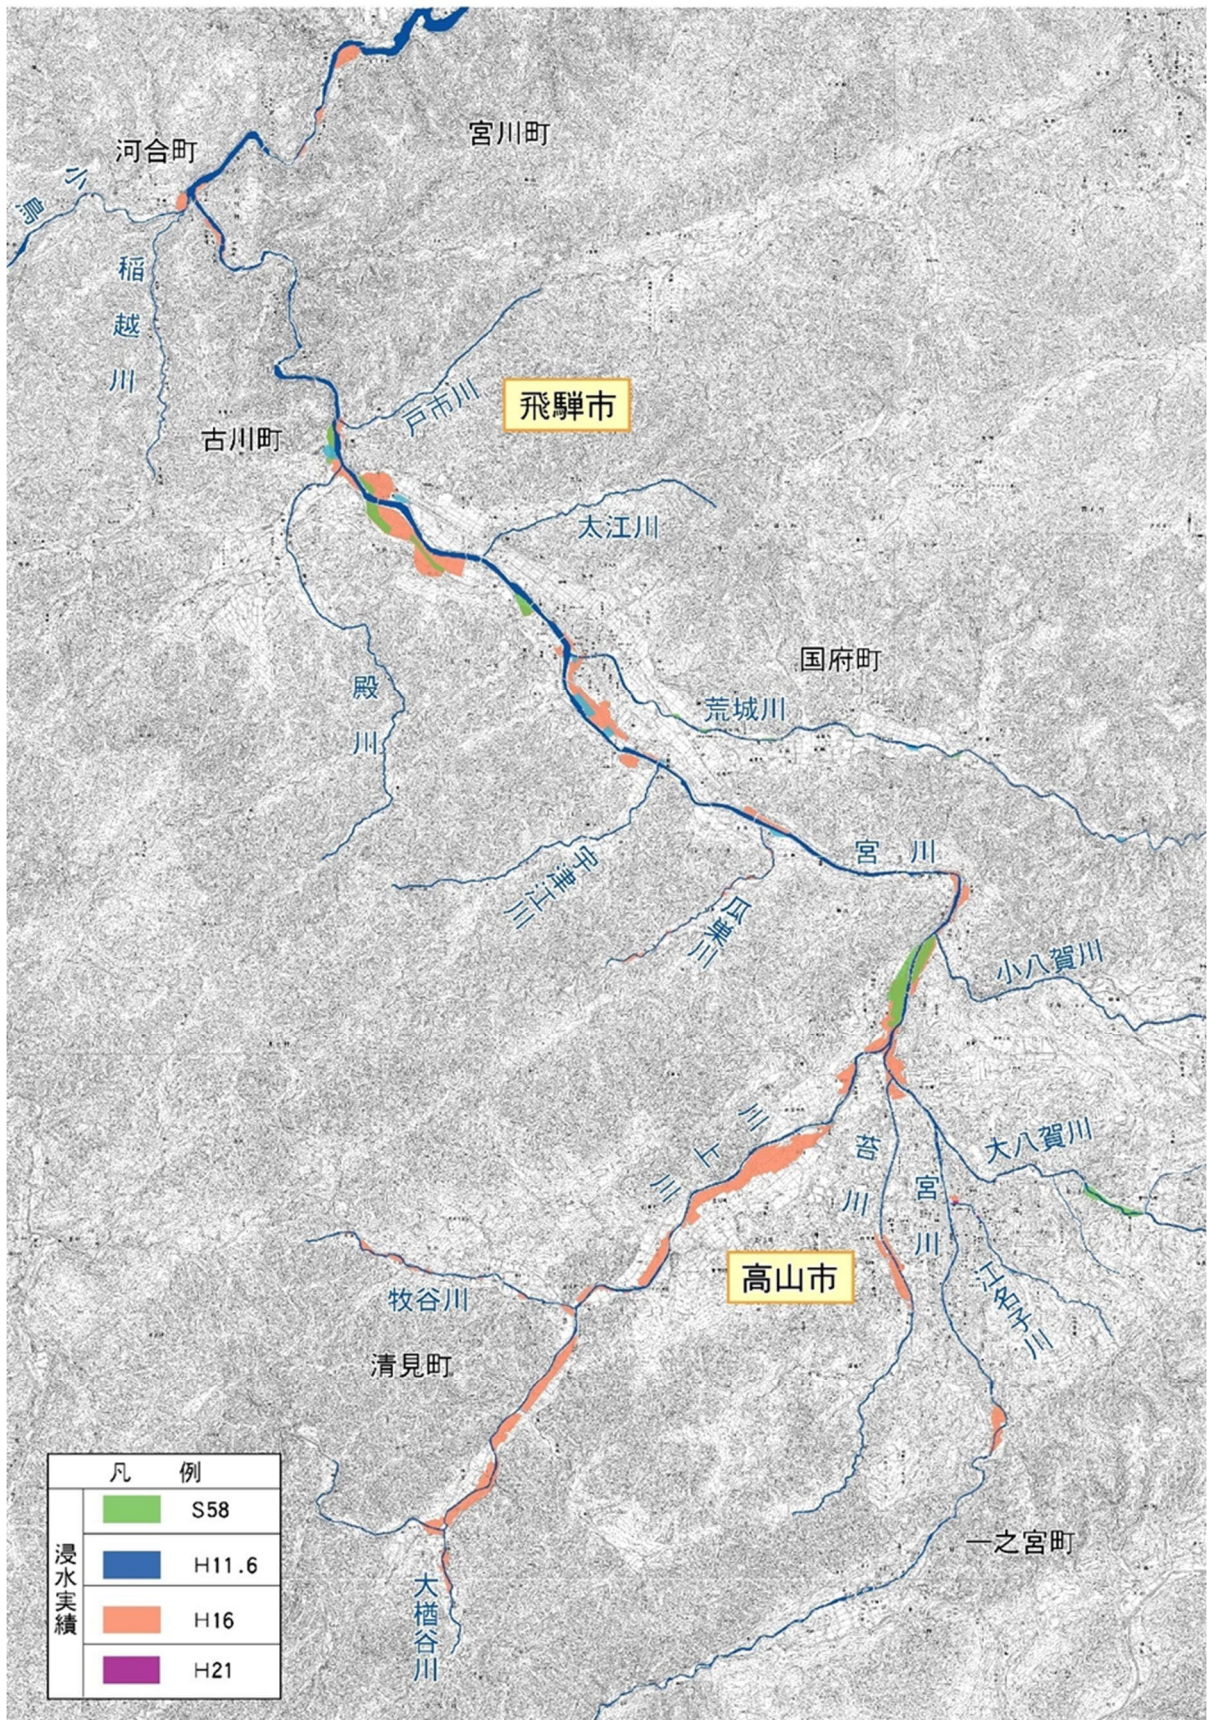 宮川町
河合町
小鳥
稲越川
戸市川
飛騨市
古川町
太江川
国府町
殿川
荒城川
宮川
宇津江川
瓜巣川
小八賀川
川上川
苔川
大八賀川
宮川
高山市
江名子川
牧谷川
清見町
凡例
浸水実績
S58
H11.6
H16
H21
一之宮町
大楢谷川